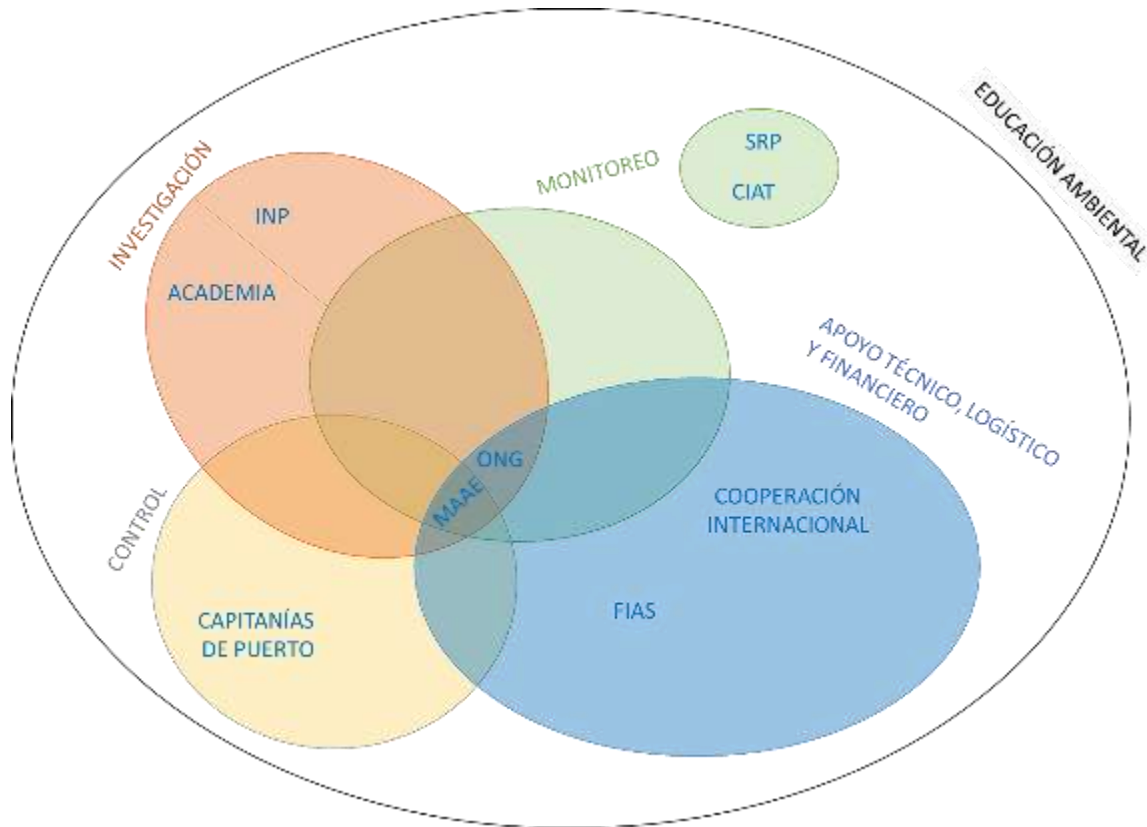 EDUCACIÓN AMBIENTAL
SRP
CIAT
MONITOREO
INVESTIGACIÓN
INP
ACADEMIA
APOYO TÉCNICO, LOGÍSTICO
Y FINANCIERO
ONG
MAAE
COOPERACIÓN
INTERNACIONAL
CONTROL
CAPITANÍAS
DE PUERTO
FIAS